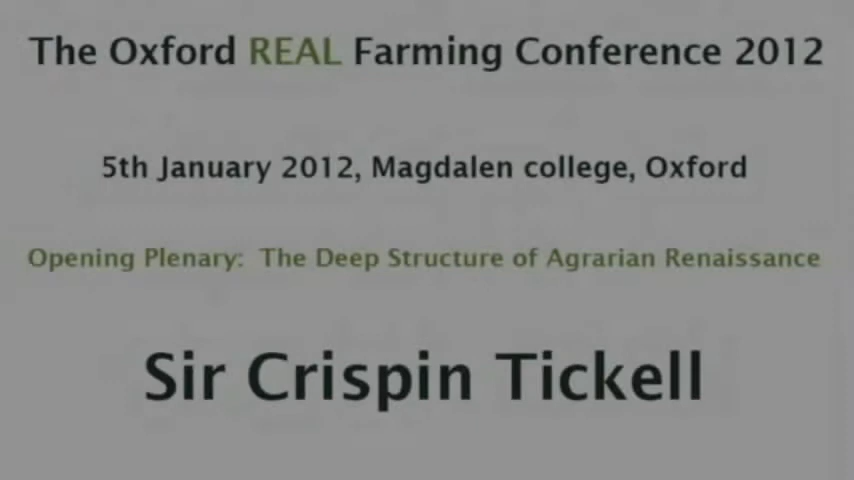 The Oxford REAL Farming Conference 2012
5th January 2012, Magdalen college, Oxford
Opening Plenary: The Deep Structure of Agrarian Renaissance
Sir Crispin Tickell